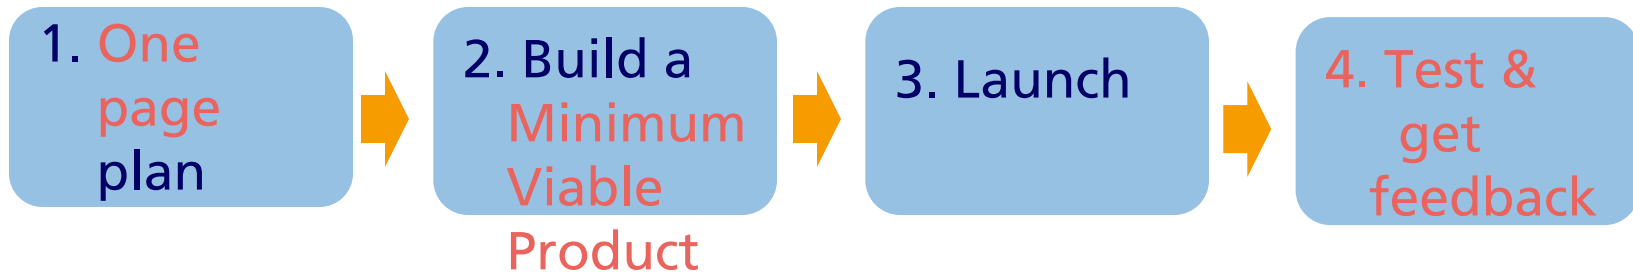 1. One
page
plan
2. Build a
Minimum
Viable
Product
3. Launch
4. Test &
get
feedback